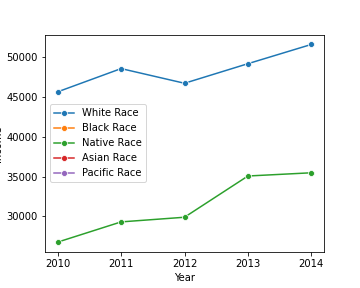 50000
45000
40000
35000
30000
White Race
Black Race
Native Race
Asian Race
Pacific Race
2010 2011 2012 2013 2014
Year